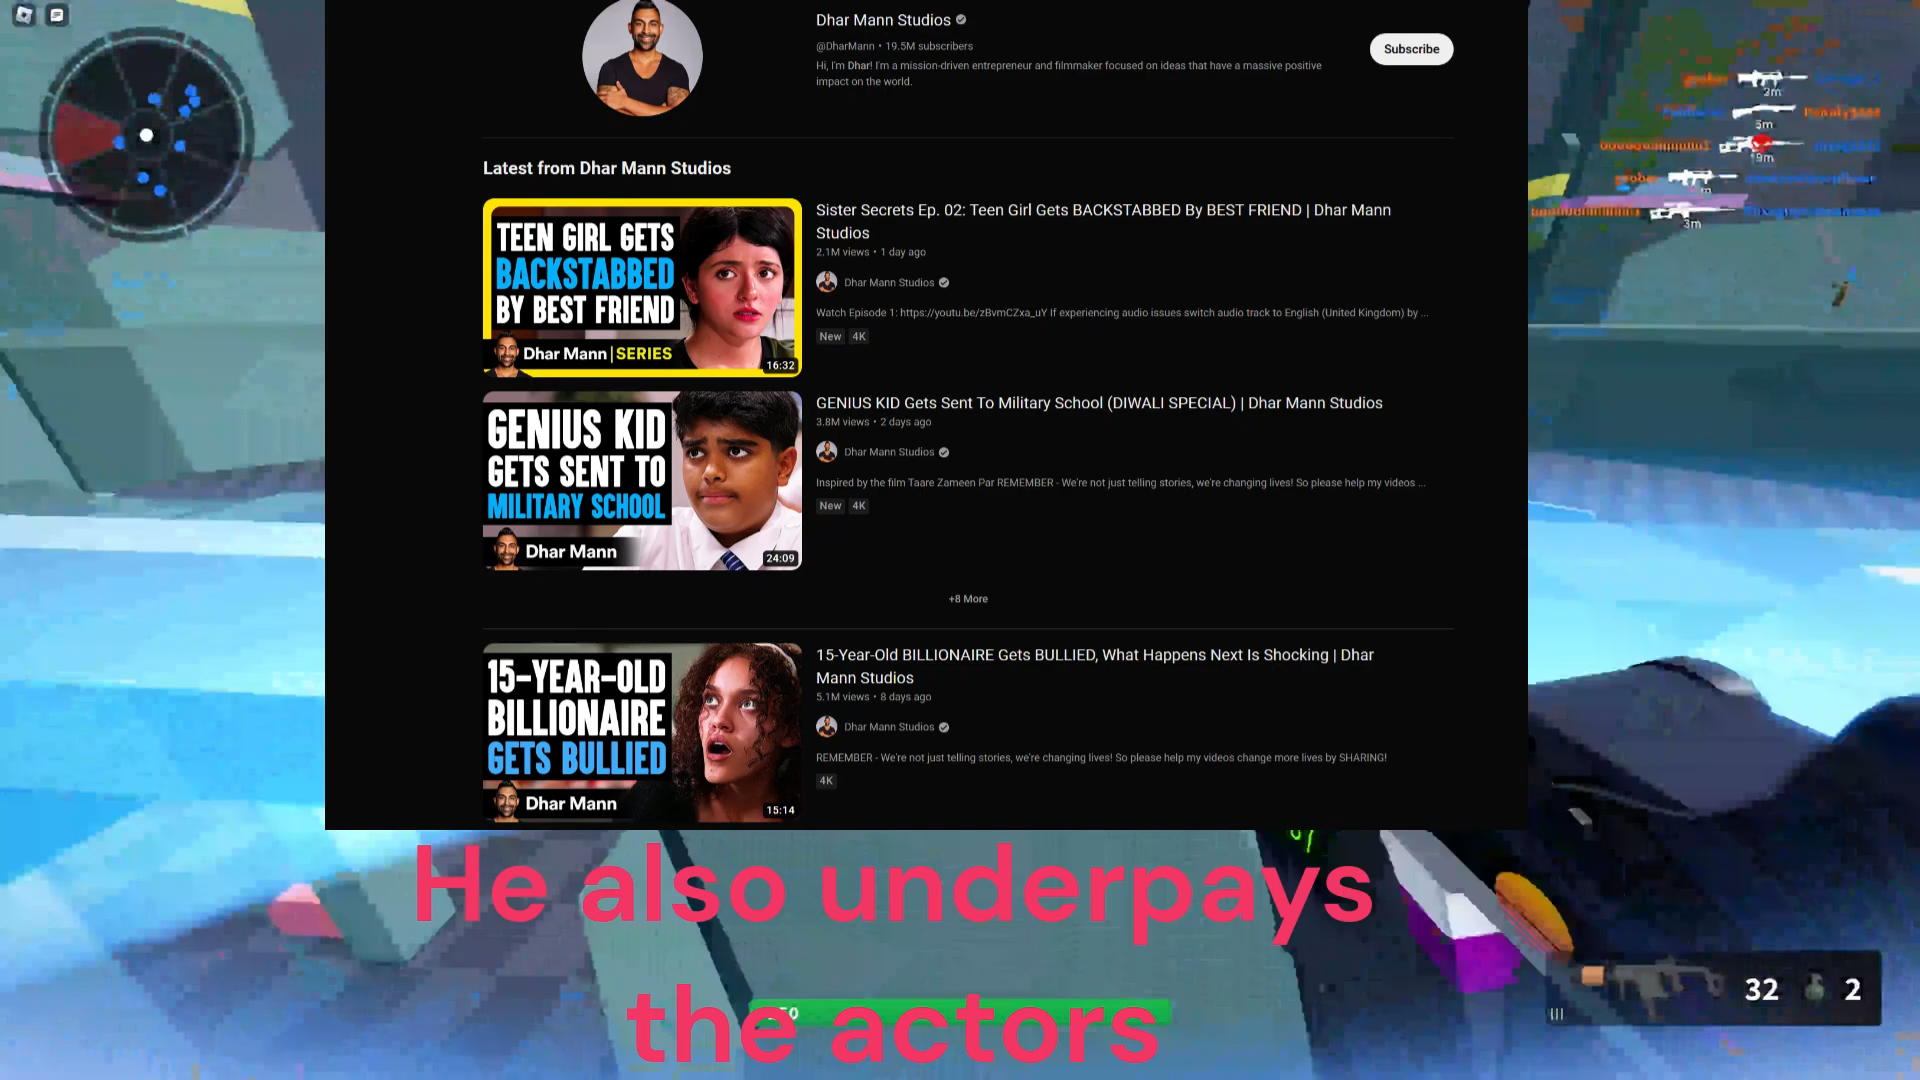 Dhar Mann Studios
@DharMann • 19.5M subscribers
Hi, I'm Dhar! I'm a mission-driven entrepreneur and filmmaker focused on ideas that have a massive positive
impact on the world.
Subscribe
Latest from Dhar Mann Studios
TEEN GIRL GETS
BACKSTABBED
BY BEST FRIEND
Dhar Mann|SERIES
16:32
Sister Secrets Ep. 02: Teen Girl Gets BACKSTABBED By BEST FRIEND | Dhar Mann
Studios
2.1M views • 1 day ago
Dhar Mann Studios
Watch Episode 1: https://youtu.be/zBvmCZxa_uY If experiencing audio issues switch audio track to English (United Kingdom) by ...
New 4K
GENIUS KID
GETS SENT TO
MILITARY SCHOOL
Dhar Mann
24:09
GENIUS KID Gets Sent To Military School (DIWALI SPECIAL) | Dhar Mann Studios
3.8M views • 2 days ago
Dhar Mann Studios
Inspired by the film Taare Zameen Par REMEMBER - We're not just telling stories, we're changing lives! So please help my videos ...
New 4K
+8 More
15-YEAR-OLD
BILLIONAIRE
GETS BULLIED
Dhar Mann
15:14
15-Year-Old BILLIONAIRE Gets BULLIED, What Happens Next Is Shocking | Dhar
Mann Studios
5.1M views • 8 days ago
Dhar Mann Studios
REMEMBER - We're not just telling stories, we're changing lives! So please help my videos change more lives by SHARING!
4K
2m
5m
19m
3m
He also underpays
the actors
32 2